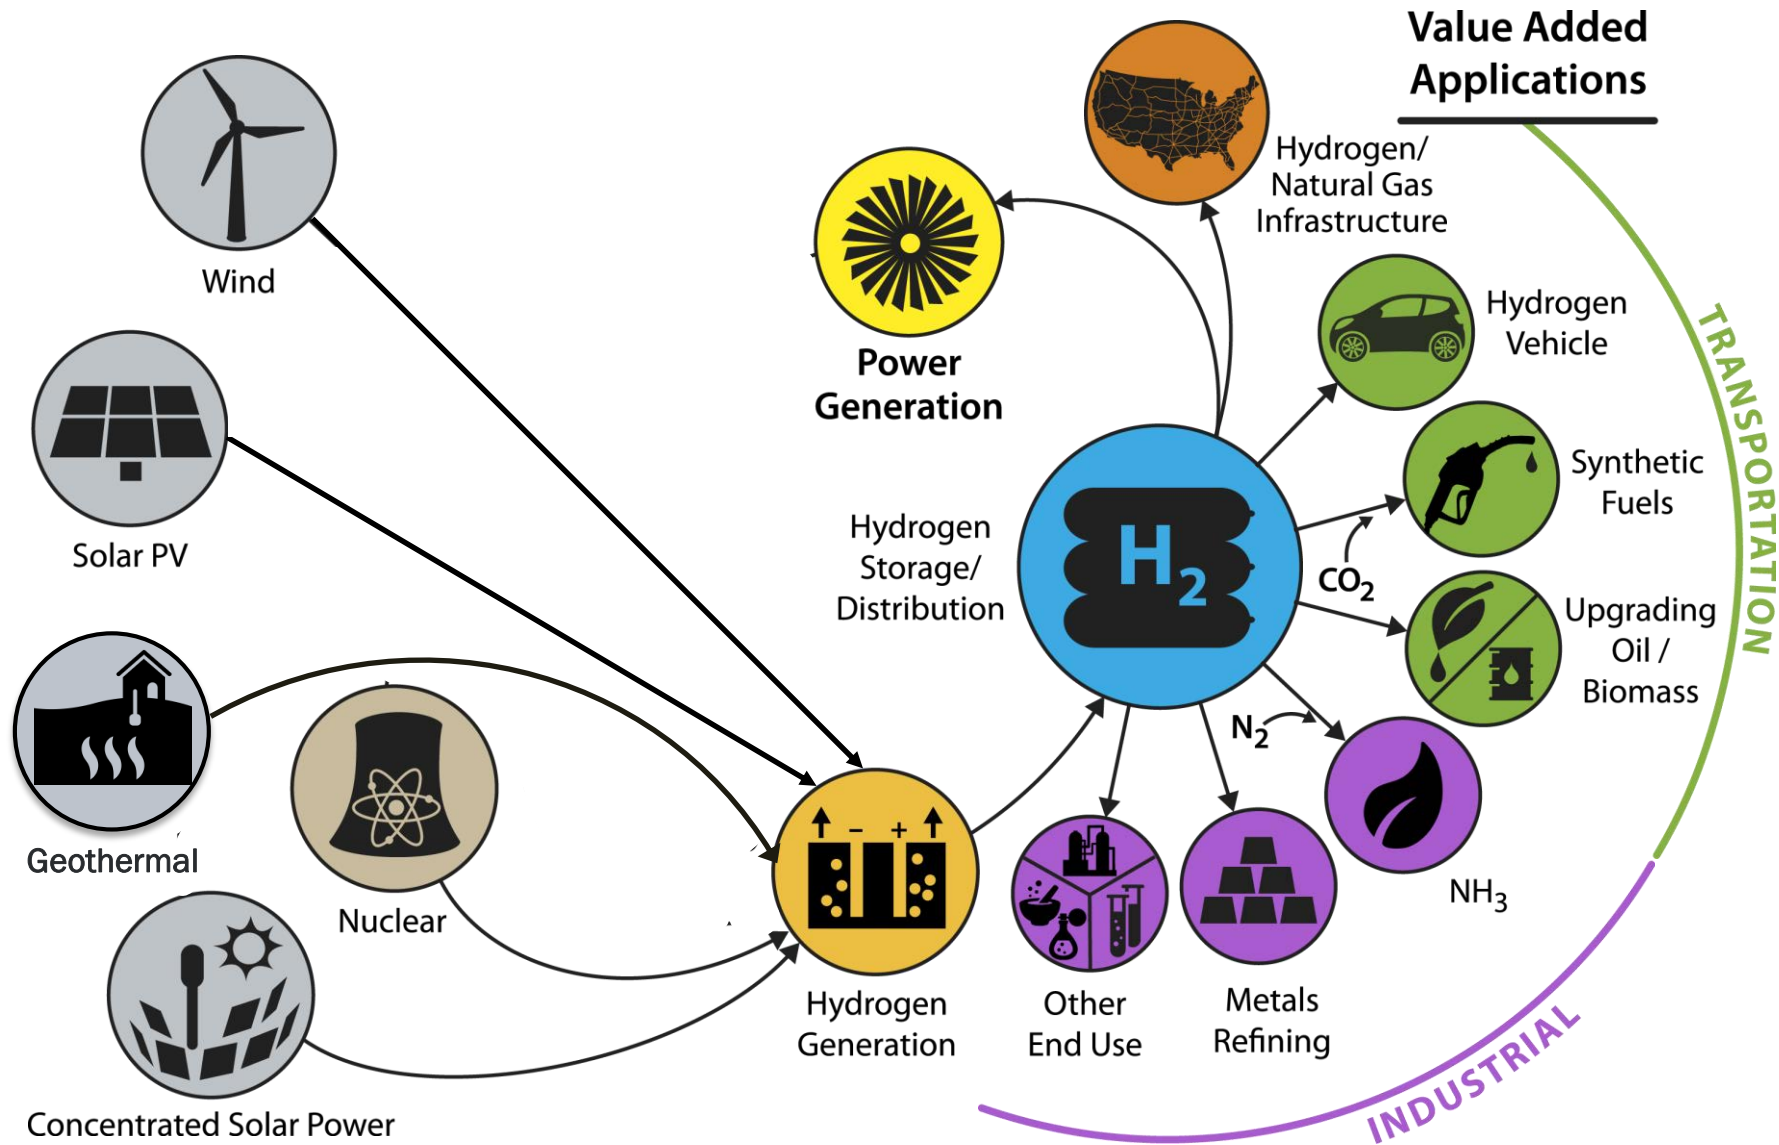 Value Added
Applications
Wind
Solar PV
Geothermal
Nuclear
Concentrated Solar Power
Power
Generation
Hydrogen/
Natural Gas
Infrastructure
Hydrogen
Vehicle
Synthetic
Fuels
Upgrading
Oil /
Biomass
TRANSPORTATION
Hydrogen
Storage/
Distribution
H₂
CO₂
N₂
NH₃
- +
Hydrogen
Generation
Other
End Use
Metals
Refining
INDUSTRIAL